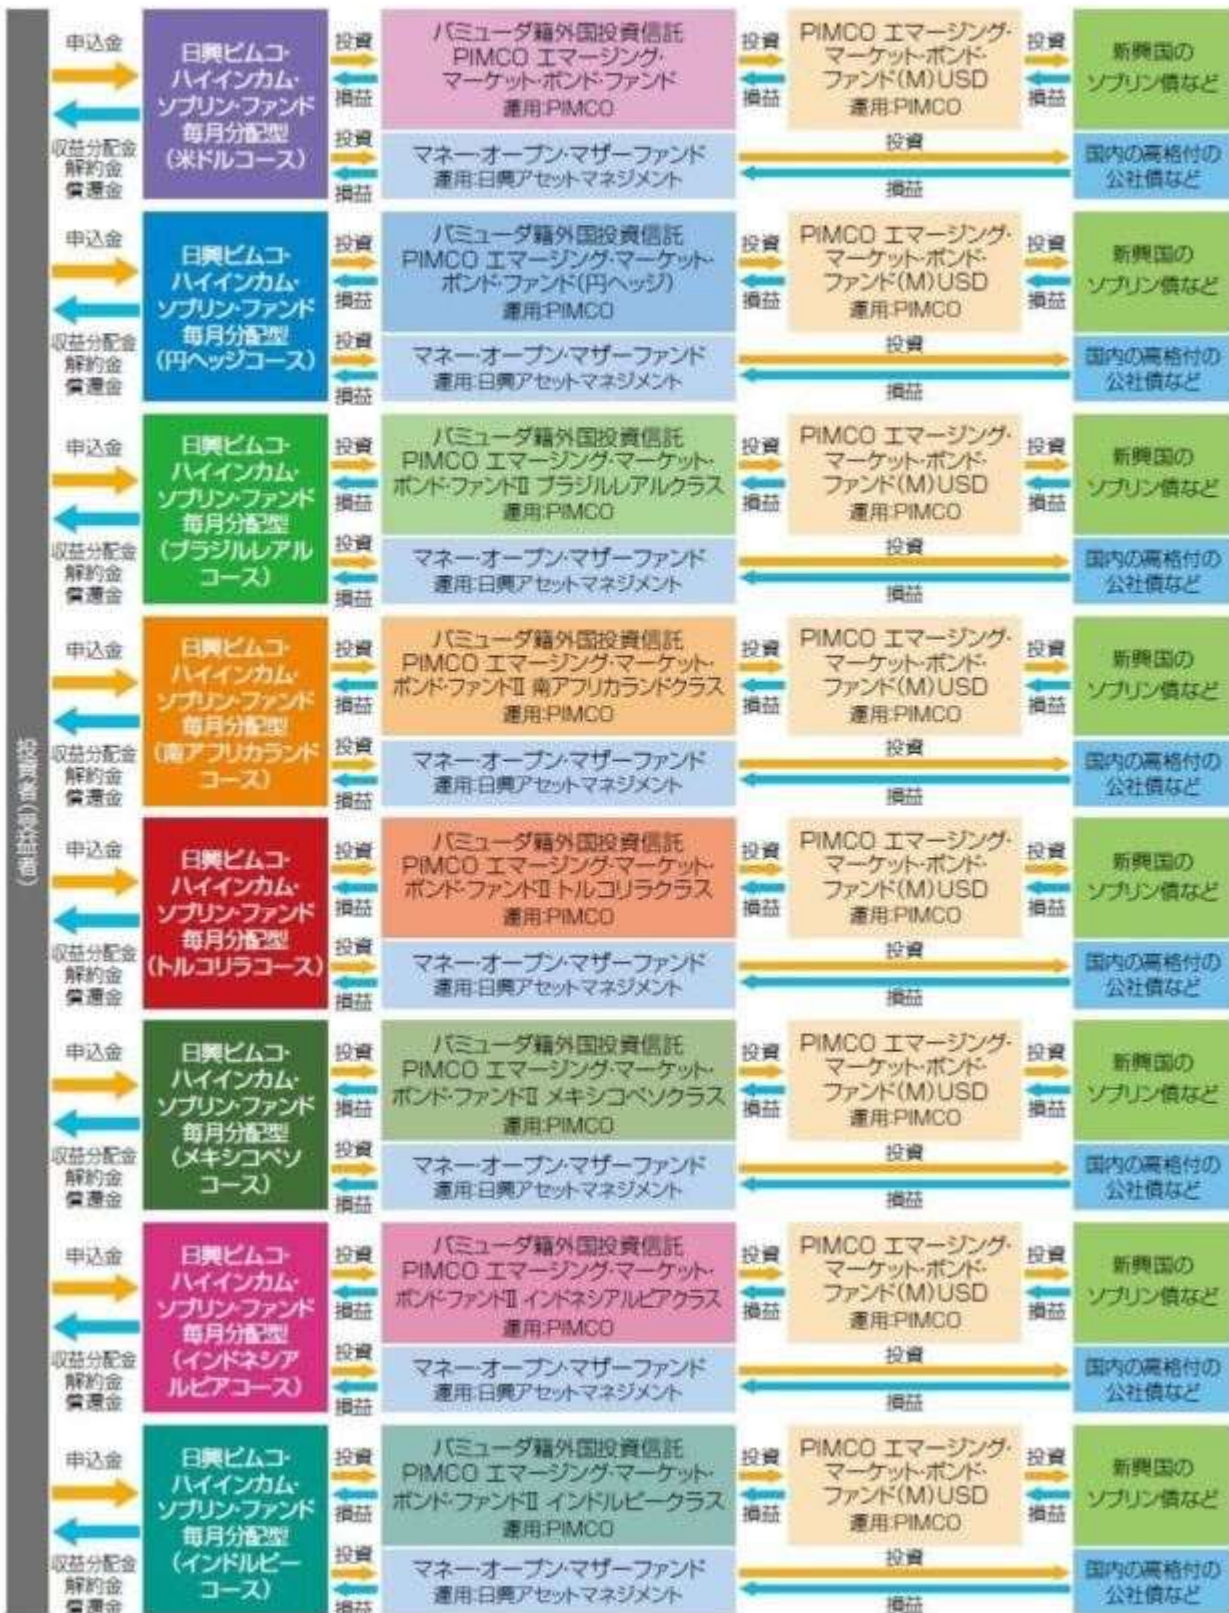 投資者(受益者)
申込金
収益分配金
解約金
償還金
日興ピムコ・
ハイインカム・
ソブリン・ファンド
毎月分配型
(米ドルコース)
投資
損益
バミューダ籍外国投資信託
PIMCO エマージング・
マーケット・ボンド・ファンド
運用:PIMCO
投資
損益
PIMCO エマージング・
マーケット・ボンド・
ファンド(M)USD
運用:PIMCO
投資
損益
新興国の
ソブリン債など
投資
損益
マネー・オープン・マザーファンド
運用:日興アセットマネジメント
投資
損益
国内の高格付の
公社債など
申込金
収益分配金
解約金
償還金
日興ピムコ・
ハイインカム・
ソブリン・ファンド
毎月分配型
(円ヘッジコース)
投資
損益
バミューダ籍外国投資信託
PIMCO エマージング・マーケット・
ボンド・ファンド(円ヘッジ)
運用:PIMCO
投資
損益
PIMCO エマージング・
マーケット・ボンド・
ファンド(M)USD
運用:PIMCO
投資
損益
新興国の
ソブリン債など
投資
損益
マネー・オープン・マザーファンド
運用:日興アセットマネジメント
投資
損益
国内の高格付の
公社債など
申込金
収益分配金
解約金
償還金
日興ピムコ・
ハイインカム・
ソブリン・ファンド
毎月分配型
(ブラジルレアル
コース)
投資
損益
バミューダ籍外国投資信託
PIMCO エマージング・マーケット・
ボンド・ファンドⅡ ブラジルレアルクラス
運用:PIMCO
投資
損益
PIMCO エマージング・
マーケット・ボンド・
ファンド(M)USD
運用:PIMCO
投資
損益
新興国の
ソブリン債など
投資
損益
マネー・オープン・マザーファンド
運用:日興アセットマネジメント
投資
損益
国内の高格付の
公社債など
申込金
収益分配金
解約金
償還金
日興ピムコ・
ハイインカム・
ソブリン・ファンド
毎月分配型
(南アフリカランド
コース)
投資
損益
バミューダ籍外国投資信託
PIMCO エマージング・マーケット・
ボンド・ファンドⅡ 南アフリカランドクラス
運用:PIMCO
投資
損益
PIMCO エマージング・
マーケット・ボンド・
ファンド(M)USD
運用:PIMCO
投資
損益
新興国の
ソブリン債など
投資
損益
マネー・オープン・マザーファンド
運用:日興アセットマネジメント
投資
損益
国内の高格付の
公社債など
申込金
収益分配金
解約金
償還金
日興ピムコ・
ハイインカム・
ソブリン・ファンド
毎月分配型
(トルコリラコース)
投資
損益
バミューダ籍外国投資信託
PIMCO エマージング・マーケット・
ボンド・ファンドⅡ トルコリラクラス
運用:PIMCO
投資
損益
PIMCO エマージング・
マーケット・ボンド・
ファンド(M)USD
運用:PIMCO
投資
損益
新興国の
ソブリン債など
投資
損益
マネー・オープン・マザーファンド
運用:日興アセットマネジメント
投資
損益
国内の高格付の
公社債など
申込金
収益分配金
解約金
償還金
日興ピムコ・
ハイインカム・
ソブリン・ファンド
毎月分配型
(メキシコペソ
コース)
投資
損益
バミューダ籍外国投資信託
PIMCO エマージング・マーケット・
ボンド・ファンドⅡ メキシコペソクラス
運用:PIMCO
投資
損益
PIMCO エマージング・
マーケット・ボンド・
ファンド(M)USD
運用:PIMCO
投資
損益
新興国の
ソブリン債など
投資
損益
マネー・オープン・マザーファンド
運用:日興アセットマネジメント
投資
損益
国内の高格付の
公社債など
申込金
収益分配金
解約金
償還金
日興ピムコ・
ハイインカム・
ソブリン・ファンド
毎月分配型
(インドネシア
ルピアコース)
投資
損益
バミューダ籍外国投資信託
PIMCO エマージング・マーケット・
ボンド・ファンドⅡ インドネシアルピアクラス
運用:PIMCO
投資
損益
PIMCO エマージング・
マーケット・ボンド・
ファンド(M)USD
運用:PIMCO
投資
損益
新興国の
ソブリン債など
投資
損益
マネー・オープン・マザーファンド
運用:日興アセットマネジメント
投資
損益
国内の高格付の
公社債など
申込金
収益分配金
解約金
償還金
日興ピムコ・
ハイインカム・
ソブリン・ファンド
毎月分配型
(インドルピー
コース)
投資
損益
バミューダ籍外国投資信託
PIMCO エマージング・マーケット・
ボンド・ファンドⅡ インドルピークラス
運用:PIMCO
投資
損益
PIMCO エマージング・
マーケット・ボンド・
ファンド(M)USD
運用:PIMCO
投資
損益
新興国の
ソブリン債など
投資
損益
マネー・オープン・マザーファンド
運用:日興アセットマネジメント
投資
損益
国内の高格付の
公社債など